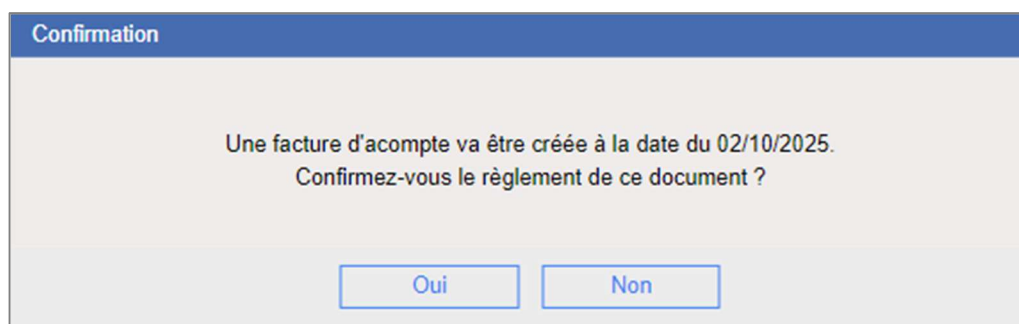 Confirmation
Une facture d'acompte va être créée à la date du 02/10/2025.
Confirmez-vous le règlement de ce document ?
Oui
Non